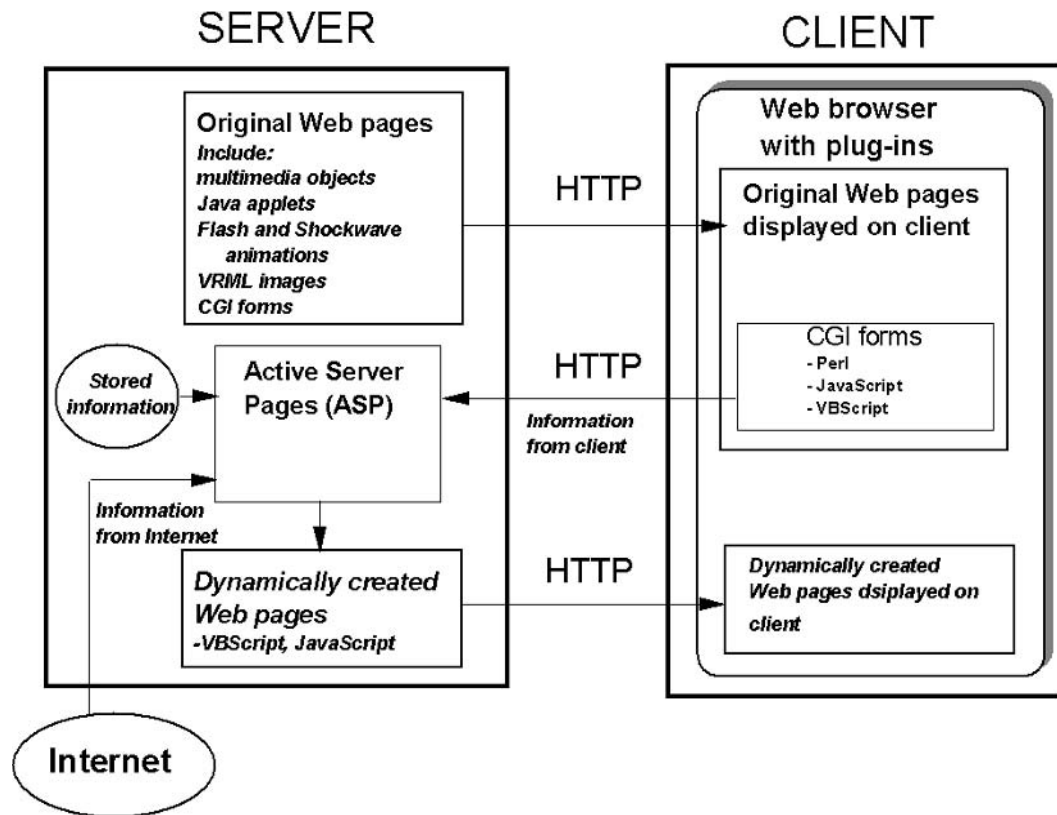 SERVER
CLIENT
Original Web pages
Include:
multimedia objects
Java applets
Flash and Shockwave
animations
VRML images
CGI forms
HTTP
Web browser
with plug-ins
Original Web pages
displayed on client
CGI forms
- Perl
- JavaScript
- VBScript
HTTP
Information
from client
Stored
information
Active Server
Pages (ASP)
Information
from Internet
Dynamically created
Web pages
-VBScript, JavaScript
HTTP
Dynamically created
Web pages dsiplayed on
client
Internet